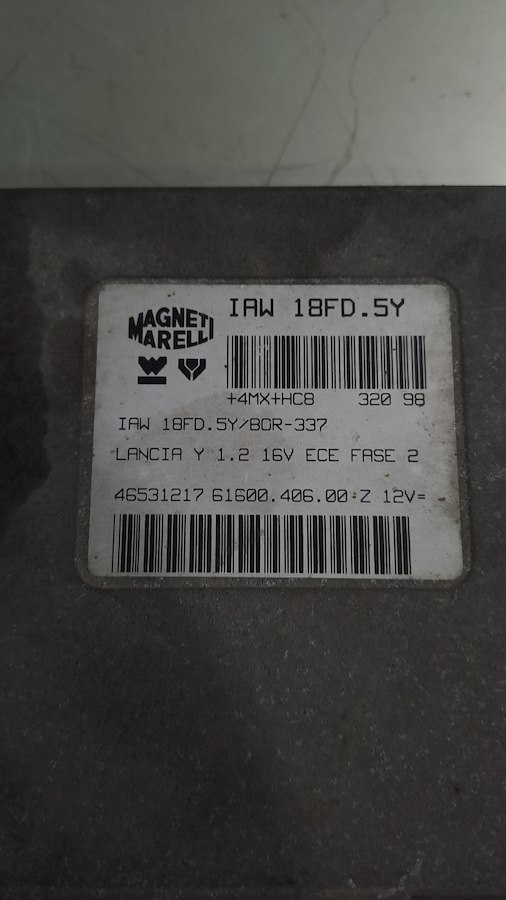 IAW 18FD.5Y
MAGNETI
MARELLI
+4MX+HC8 320 98
IAW 18FD.5Y/BOR-337
LANCIA Y 1.2 16V ECE FASE 2
46531217 61600.406.00-Z 12V=